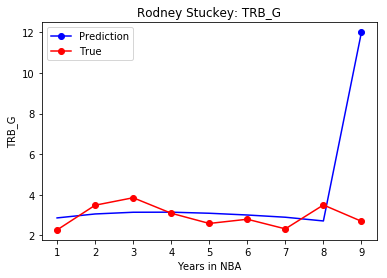 Rodney Stuckey: TRB_G
Prediction
True
12
10
8
6
4
2
TRB_G
1 2 3 4 5 6 7 8 9
Years in NBA